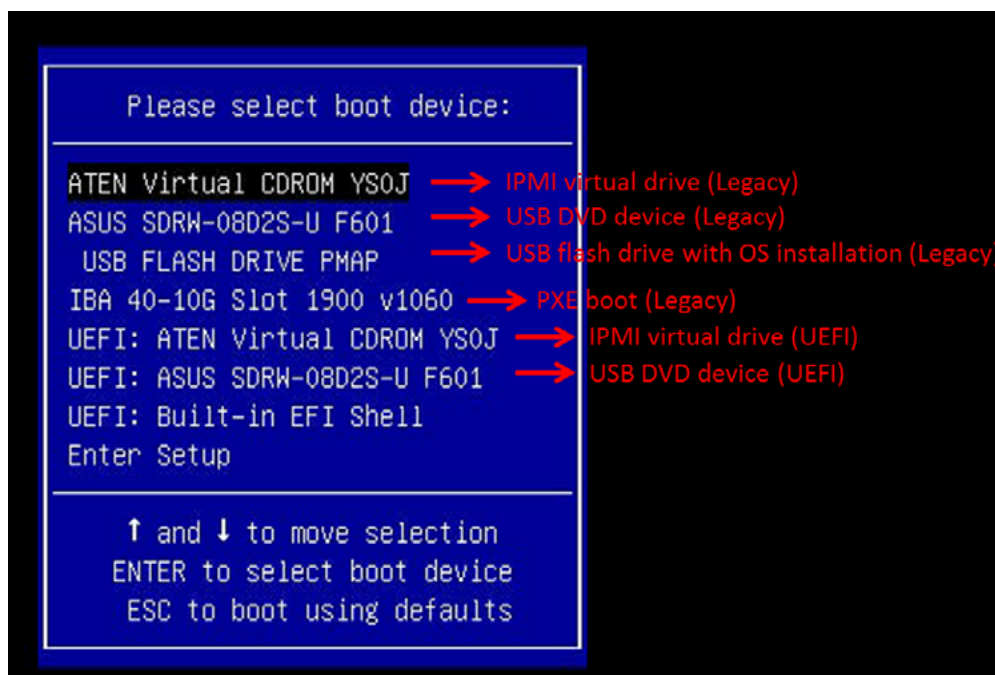 Please select boot device:
ATEN Virtual CDROM YS0J IPMI virtual drive (Legacy)
ASUS SDRW-08D2S-U F601 USB DVD device (Legacy)
USB FLASH DRIVE PMAP USB flash drive with OS installation (Legacy)
IBA 40-10G Slot 1900 v1060 PXE boot (Legacy)
UEFI: ATEN Virtual CDROM YS0J IPMI virtual drive (UEFI)
UEFI: ASUS SDRW-08D2S-U F601 USB DVD device (UEFI)
UEFI: Built-in EFI Shell
Enter Setup
↑ and ↓ to move selection
ENTER to select boot device
ESC to boot using defaults